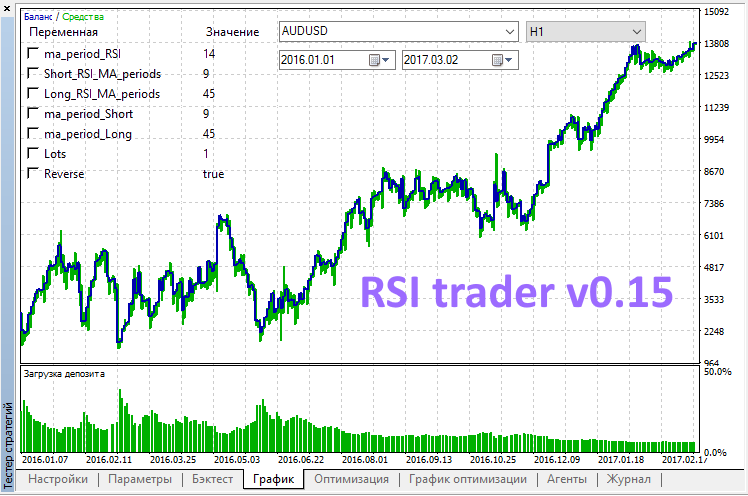 Баланс / Средства
Переменная Значение AUDUSD H1
ma_period_RSI 14 2016.01.01 2017.03.02
Short_RSI_MA_periods 9
Long_RSI_MA_periods 45
ma_period_Short 9
ma_period_Long 45
Lots 1
Reverse true
15092
13808
12523
11239
9954
8670
7386
6101
4817
3533
2248
964
RSI trader v0.15
Загрузка депозита
50.0%
0.0%
2016.01.07 2016.02.11 2016.03.25 2016.05.03 2016.06.22 2016.08.01 2016.09.13 2016.10.25 2016.12.09 2017.01.18 2017.02.17
Тестер стратегий
Настройки Параметры Бэктест График Оптимизация График оптимизации Агенты Журнал